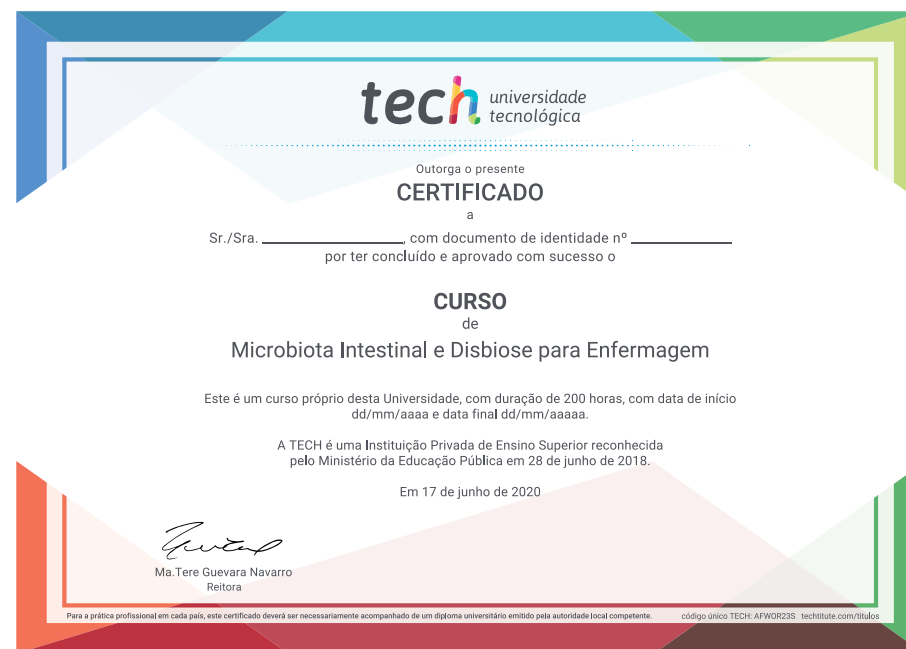 tech universidade
tecnológica
Outorga o presente
CERTIFICADO
a
Sr./Sra. ____________________, com documento de identidade nº ______________
por ter concluído e aprovado com sucesso o
CURSO
de
Microbiota Intestinal e Disbiose para Enfermagem
Este é um curso próprio desta Universidade, com duração de 200 horas, com data de início
dd/mm/aaaa e data final dd/mm/aaaaa.
A TECH é uma Instituição Privada de Ensino Superior reconhecida
pelo Ministério da Educação Pública em 28 de junho de 2018.
Em 17 de junho de 2020
Ma.Tere Guevara Navarro
Reitora
Para a prática profissional em cada país, este certificado deverá ser necessariamente acompanhado de um diploma universitário emitido pela autoridade local competente. código único TECH: AFWOR23S techtitute.com/titulos